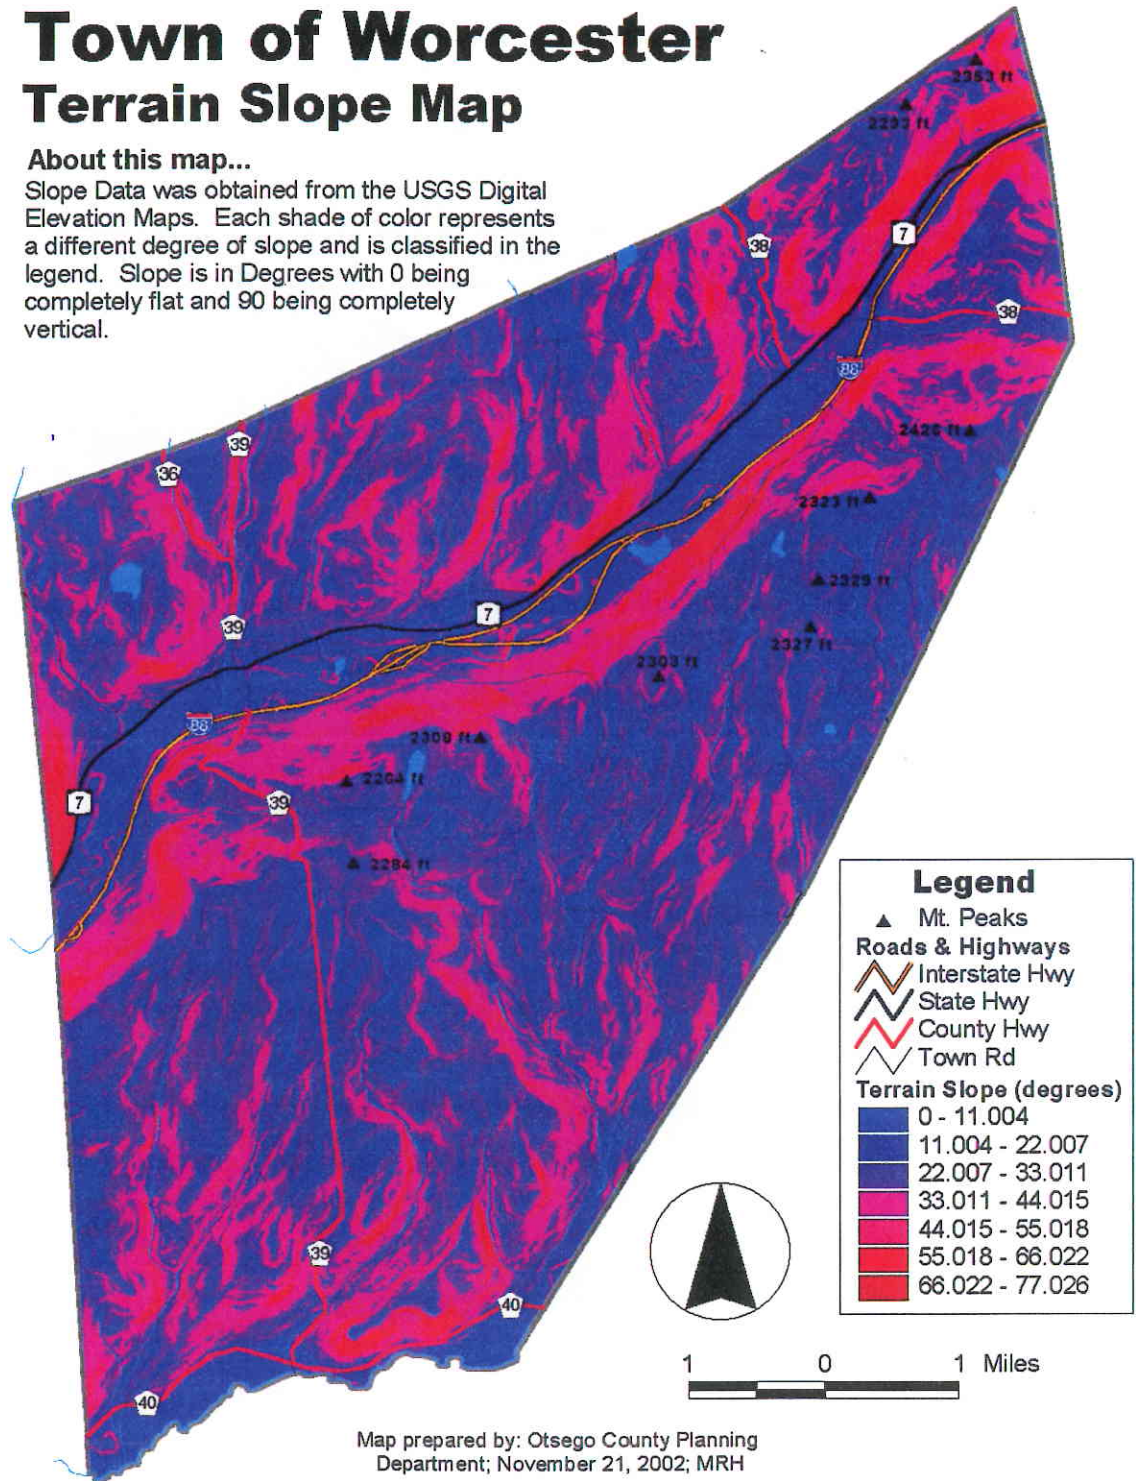 Town of Worcester
Terrain Slope Map
About this map...
Slope Data was obtained from the USGS Digital
Elevation Maps. Each shade of color represents
a different degree of slope and is classified in the
legend. Slope is in Degrees with 0 being
completely flat and 90 being completely
vertical.
2353 ft
2293 ft
7
38
38
88
39
36
2426 ft
2323 ft
2329 ft
7
39
2327 ft
2303 ft
88
2309 ft
2264 ft
7
39
2284 ft
39
40
40
Legend
Mt. Peaks
Roads & Highways
Interstate Hwy
State Hwy
County Hwy
Town Rd
Terrain Slope (degrees)
0 - 11.004
11.004 - 22.007
22.007 - 33.011
33.011 - 44.015
44.015 - 55.018
55.018 - 66.022
66.022 - 77.026
1 0 1 Miles
Map prepared by: Otsego County Planning
Department; November 21, 2002; MRH